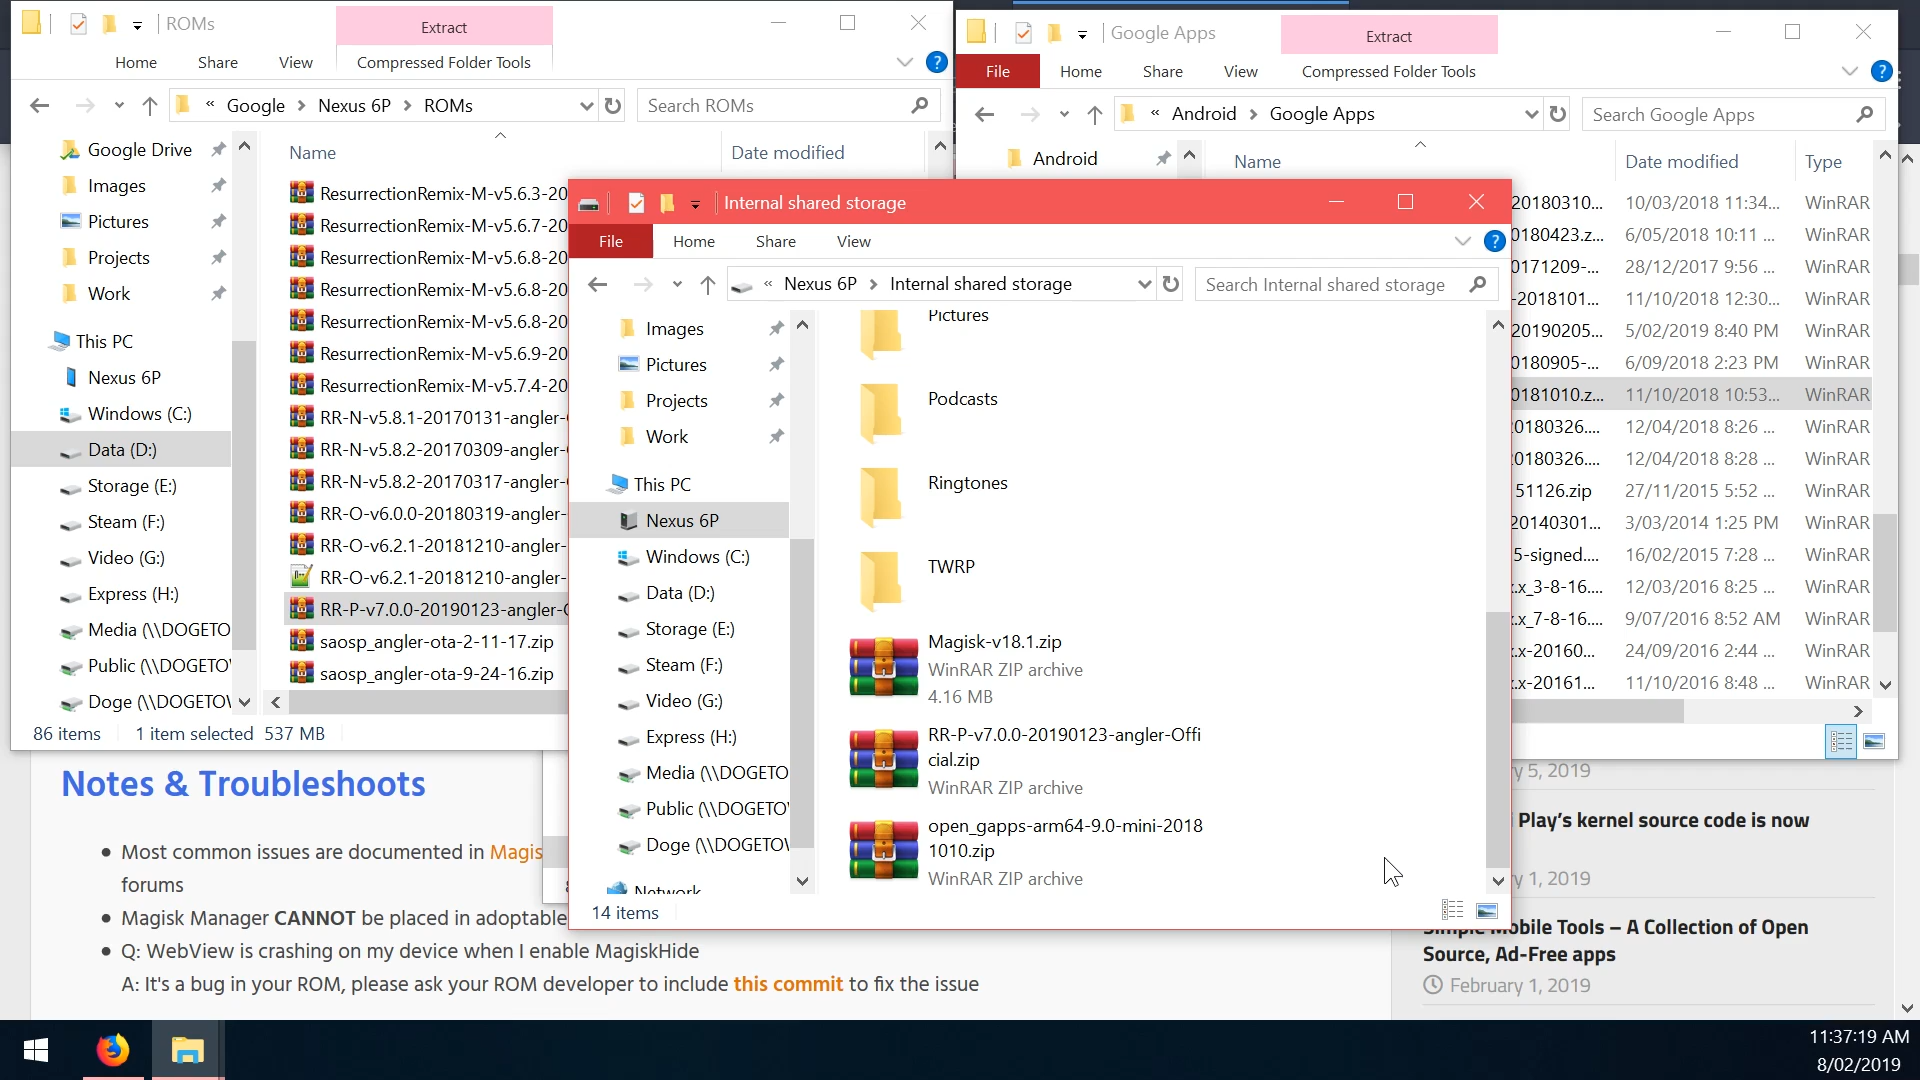 ROMs
Extract
Home
Share
View
Compressed Folder Tools
« Google > Nexus 6P > ROMs
Search ROMs
Google Drive
Images
Pictures
Projects
Work
This PC
Nexus 6P
Windows (C:)
Data (D:)
Storage (E:)
Steam (F:)
Video (G:)
Express (H:)
Media (\\DOGETO
Public (\\DOGETO
Doge (\\DOGETO
Name
Date modified
ResurrectionRemix-M-v5.6.3-20
ResurrectionRemix-M-v5.6.7-20
ResurrectionRemix-M-v5.6.8-20
ResurrectionRemix-M-v5.6.8-20
ResurrectionRemix-M-v5.6.8-20
ResurrectionRemix-M-v5.6.9-20
ResurrectionRemix-M-v5.7.4-20
RR-N-v5.8.1-20170131-angler-
RR-N-v5.8.2-20170309-angler-
RR-N-v5.8.2-20170317-angler-
RR-O-v6.0.0-20180319-angler-
RR-O-v6.2.1-20181210-angler-
RR-O-v6.2.1-20181210-angler-
RR-P-v7.0.0-20190123-angler-
saosp_angler-ota-2-11-17.zip
saosp_angler-ota-9-24-16.zip
86 items
1 item selected 537 MB
Google Apps
Extract
File
Home
Share
View
Compressed Folder Tools
« Android > Google Apps
Search Google Apps
Android
Name
Date modified
Type
20180310... 10/03/2018 11:34... WinRAR
0180423.z... 6/05/2018 10:11 ... WinRAR
0171209-... 28/12/2017 9:56 ... WinRAR
-2018101... 11/10/2018 12:30... WinRAR
20190205... 5/02/2019 8:40 PM WinRAR
0180905-... 6/09/2018 2:23 PM WinRAR
0181010.z... 11/10/2018 10:53... WinRAR
20180326.... 12/04/2018 8:26 ... WinRAR
20180326.... 12/04/2018 8:28 ... WinRAR
51126.zip 27/11/2015 5:52 ... WinRAR
20140301... 3/03/2014 1:25 PM WinRAR
5-signed.... 16/02/2015 7:28 ... WinRAR
.x_3-8-16.... 12/03/2016 8:25 ... WinRAR
.x_7-8-16.... 9/07/2016 8:52 AM WinRAR
.x-20160... 24/09/2016 2:44 ... WinRAR
.x-20161... 11/10/2016 8:48 ... WinRAR
Internal shared storage
File
Home
Share
View
« Nexus 6P > Internal shared storage
Search Internal shared storage
Images
Pictures
Projects
Work
This PC
Nexus 6P
Windows (C:)
Data (D:)
Storage (E:)
Steam (F:)
Video (G:)
Express (H:)
Media (\\DOGETO
Public (\\DOGETO
Doge (\\DOGETO
Network
Pictures
Podcasts
Ringtones
TWRP
Magisk-v18.1.zip
WinRAR ZIP archive
4.16 MB
RR-P-v7.0.0-20190123-angler-Offi
cial.zip
WinRAR ZIP archive
open_gapps-arm64-9.0-mini-2018
1010.zip
WinRAR ZIP archive
14 items
Notes & Troubleshoots
Most common issues are documented in Magis
forums
Magisk Manager CANNOT be placed in adoptable
Q: WebView is crashing on my device when I enable MagiskHide
A: It's a bug in your ROM, please ask your ROM developer to include this commit to fix the issue
y 5, 2019
Play's kernel source code is now
y 1, 2019
Simple Mobile Tools – A Collection of Open
Source, Ad-Free apps
February 1, 2019
11:37:19 AM
8/02/2019